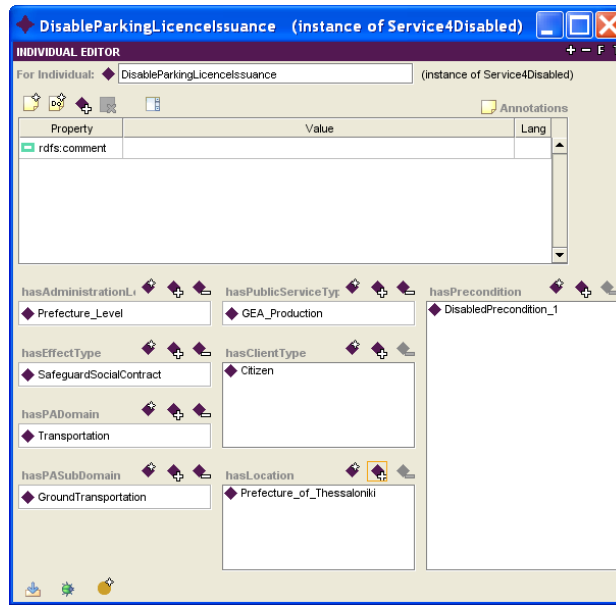 DisableParkingLicenceIssuance (instance of Service4Disabled)
INDIVIDUAL EDITOR + − F T
For Individual: DisableParkingLicenceIssuance (instance of Service4Disabled)
Annotations
Property Value Lang
rdfs:comment
hasAdministrationL hasPublicServiceTyp hasPrecondition
Prefecture_Level GEA_Production DisabledPrecondition_1
hasEffectType hasClientType
SafeguardSocialContract Citizen
hasPADomain
Transportation
hasPASubDomain hasLocation
GroundTransportation Prefecture_of_Thessaloniki